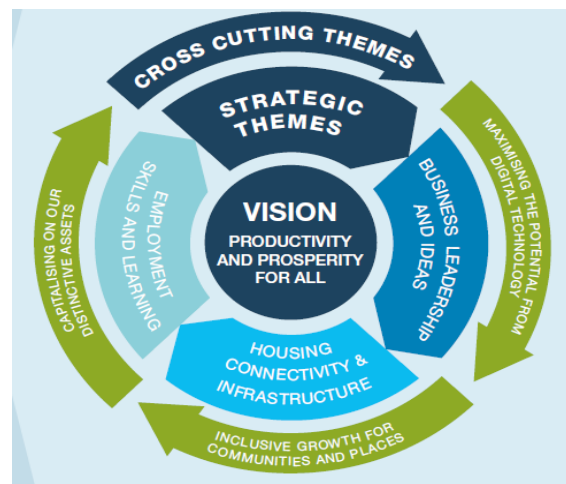 CROSS CUTTING THEMES
STRATEGIC
THEMES
MAXIMISING THE POTENTIAL FROM
DIGITAL TECHNOLOGY
BUSINESS LEADERSHIP
AND IDEAS
VISION
PRODUCTIVITY
AND PROSPERITY
FOR ALL
HOUSING
CONNECTIVITY &
INFRASTRUCTURE
INCLUSIVE GROWTH FOR
COMMUNITIES AND PLACES
EMPLOYMENT
SKILLS AND LEARNING
CAPITALISING ON OUR
DISTINCTIVE ASSETS